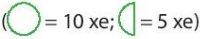 ( = 10 xe; = 5 xe)